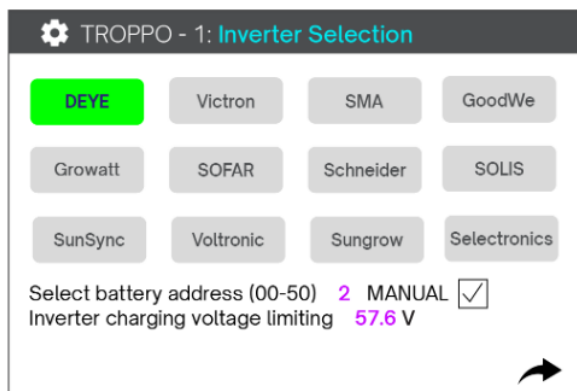 TROPPO - 1: Inverter Selection
DEYE Victron SMA GoodWe
Growatt SOFAR Schneider SOLIS
SunSync Voltronic Sungrow Selectronics
Select battery address (00-50) 2 MANUAL
Inverter charging voltage limiting 57.6 V